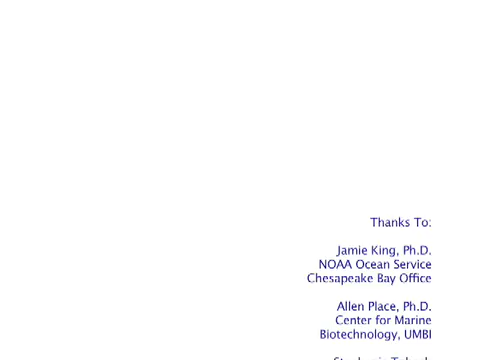 Thanks To:
Jamie King, Ph.D.
NOAA Ocean Service
Chesapeake Bay Office
Allen Place, Ph.D.
Center for Marine
Biotechnology, UMBI